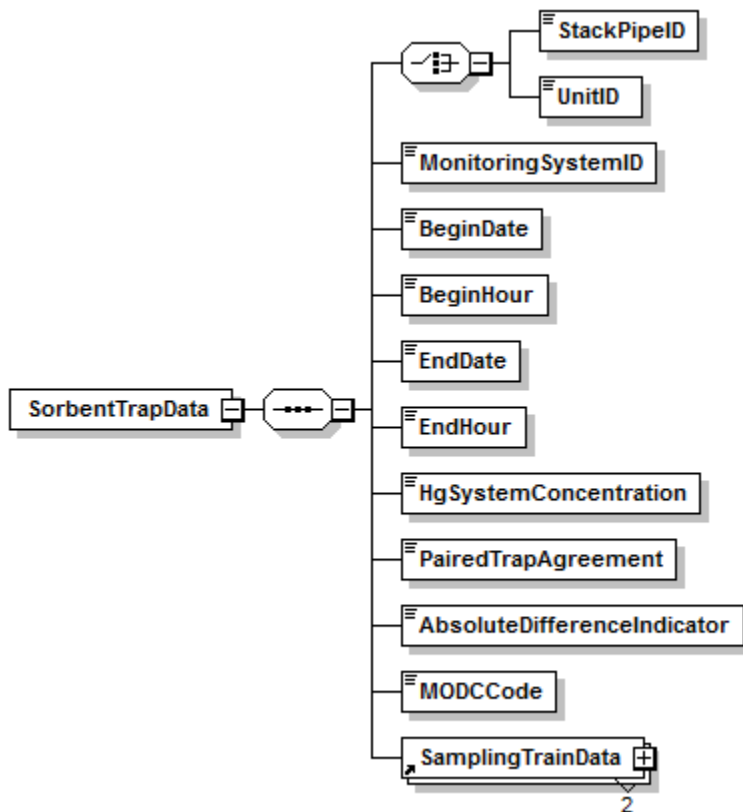 StackPipeID
UnitID
MonitoringSystemID
BeginDate
BeginHour
EndDate
SorbentTrapData
EndHour
HgSystemConcentration
PairedTrapAgreement
AbsoluteDifferenceIndicator
MODCCode
SamplingTrainData
2